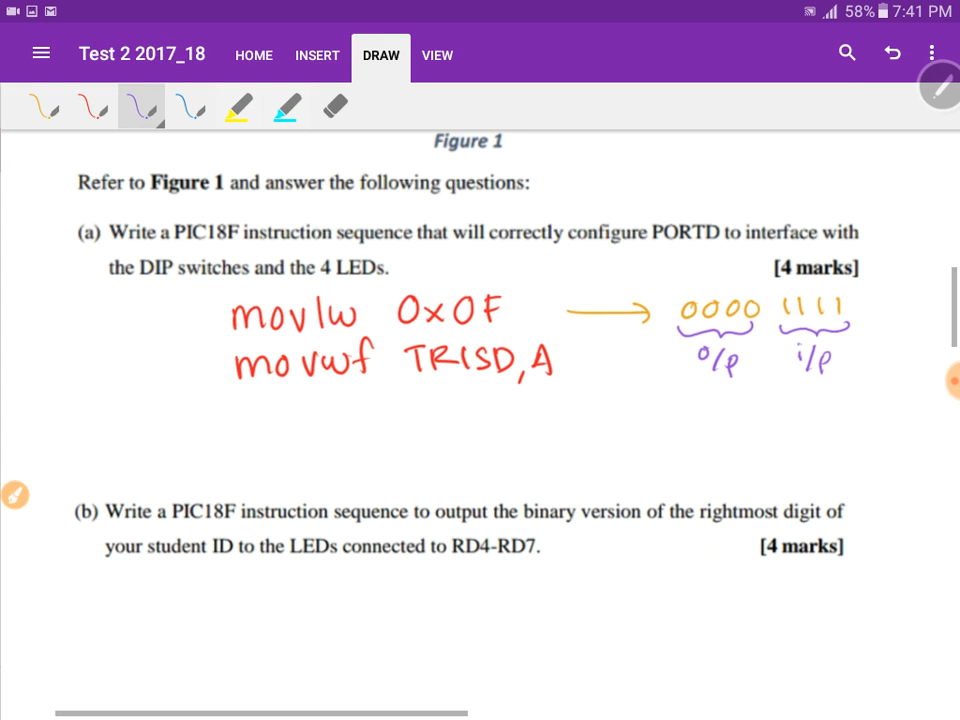 58% 7:41 PM
Test 2 2017_18 HOME INSERT DRAW VIEW
Figure 1
Refer to Figure 1 and answer the following questions:
(a) Write a PIC18F instruction sequence that will correctly configure PORTD to interface with
the DIP switches and the 4 LEDs. [4 marks]
movlw 0x0F → 0000 1111
movwf TRISD, A o/p i/p
(b) Write a PIC18F instruction sequence to output the binary version of the rightmost digit of
your student ID to the LEDs connected to RD4-RD7. [4 marks]